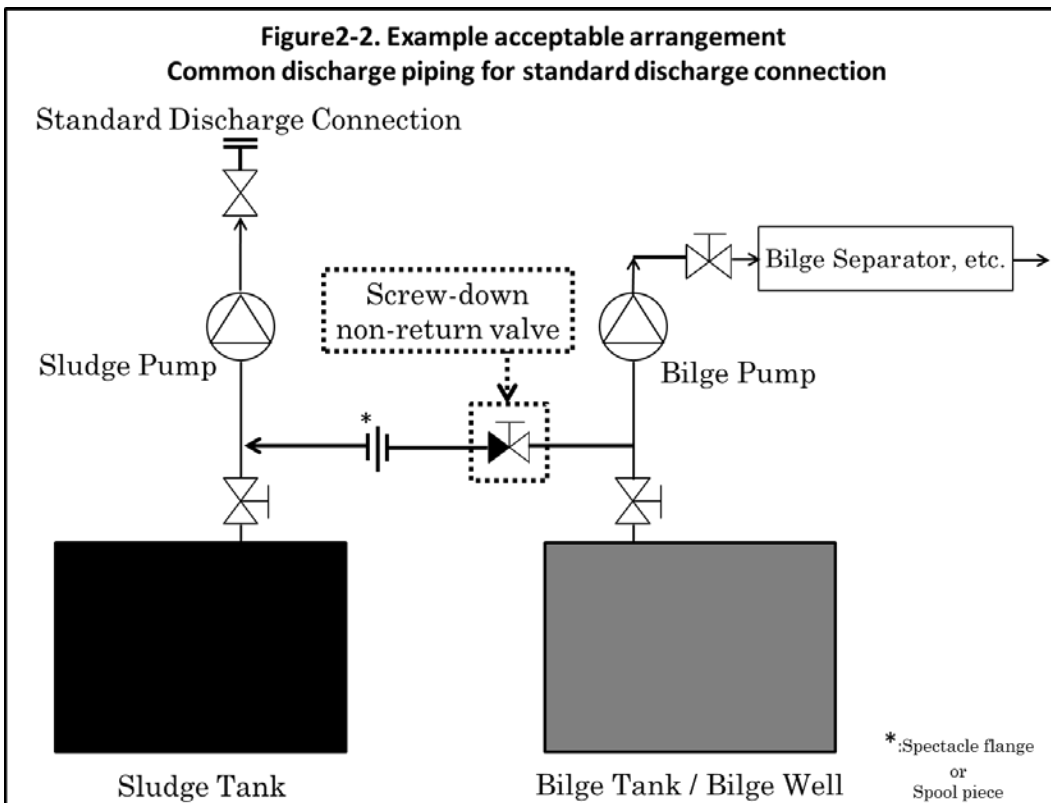 Figure2-2. Example acceptable arrangement
Common discharge piping for standard discharge connection
Standard Discharge Connection
Bilge Separator, etc.
Screw-down
non-return valve
Sludge Pump
Bilge Pump
*
Sludge Tank
Bilge Tank / Bilge Well
*:Spectacle flange
or
Spool piece